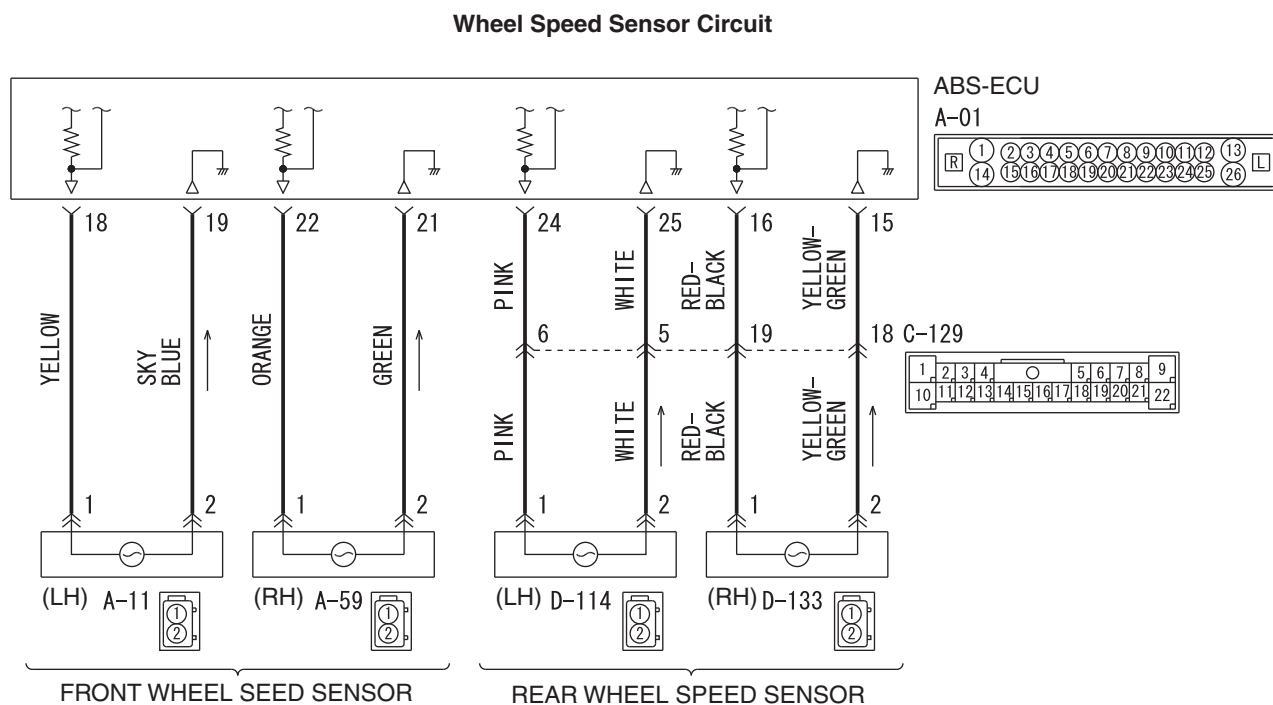 Wheel Speed Sensor Circuit
ABS-ECU
A-01
R 1 2 3 4 5 6 7 8 9 10 11 12 13 L
14 15 16 17 18 19 20 21 22 23 24 25 26
18 19 22 21 24 25 16 15
YELLOW
SKY
BLUE
ORANGE
GREEN
PINK
WHITE
RED-
BLACK
YELLOW-
GREEN
6 5 19 18 C-129
1 2 3 4 5 6 7 8 9
10 11 12 13 14 15 16 17 18 19 20 21 22
PINK
WHITE
RED-
BLACK
YELLOW-
GREEN
1 2 1 2 1 2 1 2
(LH) A-11
1
2
(RH) A-59
1
2
(LH) D-114
1
2
(RH) D-133
1
2
FRONT WHEEL SEED SENSOR
REAR WHEEL SPEED SENSOR